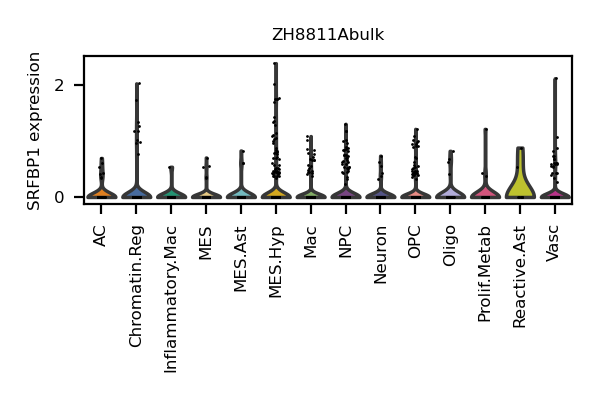 ZH8811Abulk
SRFBP1 expression
2
0
AC
Chromatin.Reg
Inflammatory.Mac
MES
MES.Ast
MES.Hyp
Mac
NPC
Neuron
OPC
Oligo
Prolif.Metab
Reactive.Ast
Vasc